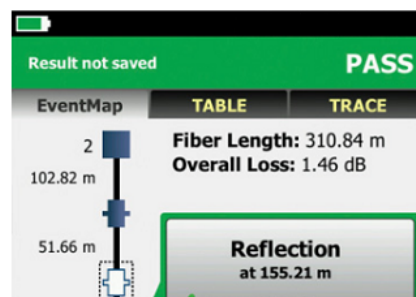 Result not saved
PASS
EventMap
TABLE
TRACE
2
Fiber Length: 310.84 m
Overall Loss: 1.46 dB
102.82 m
51.66 m
Reflection
at 155.21 m